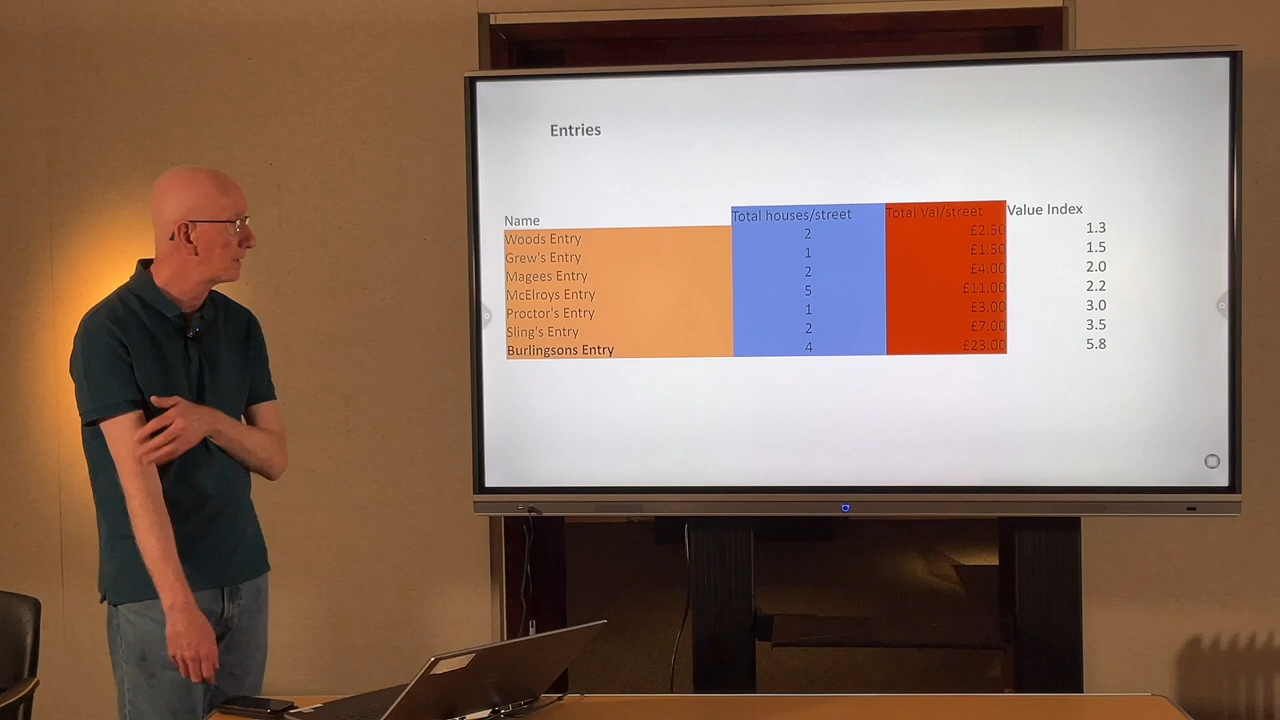 Entries
Name Total houses/street Total Val/street Value Index
Woods Entry 2 £2.50 1.3
Grew's Entry 1 £1.50 1.5
Magees Entry 2 £4.00 2.0
McElroys Entry 5 £11.00 2.2
Proctor's Entry 1 £3.00 3.0
Sling's Entry 2 £7.00 3.5
Burlingsons Entry 4 £23.00 5.8